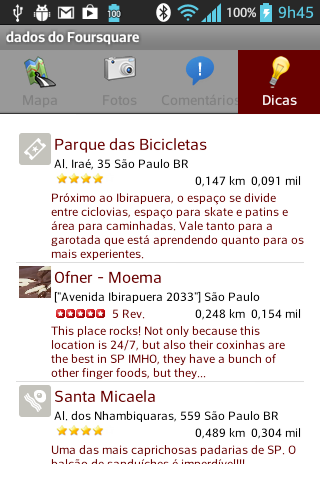 100% 9h45
dados do Foursquare
Mapa Fotos Comentários Dicas
Parque das Bicicletas
Al. Iraé, 35 São Paulo BR
0,147 km 0,091 mil
Próximo ao Ibirapuera, o espaço se divide
entre ciclovias, espaço para skate e patins e
área para caminhadas. Vale tanto para a
garotada que está aprendendo quanto para os
mais experientes.
Ofner - Moema
["Avenida Ibirapuera 2033"] São Paulo
5 Rev. 0,248 km 0,154 mil
This place rocks! Not only because this
location is 24/7, but also their coxinhas are
the best in SP IMHO, they have a bunch of
other finger foods, but they...
Santa Micaela
Al. dos Nhambiquaras, 559 São Paulo BR
0,489 km 0,304 mil
Uma das mais caprichosas padarias de SP. O
balcão de sanduíches é imperdível!!!!